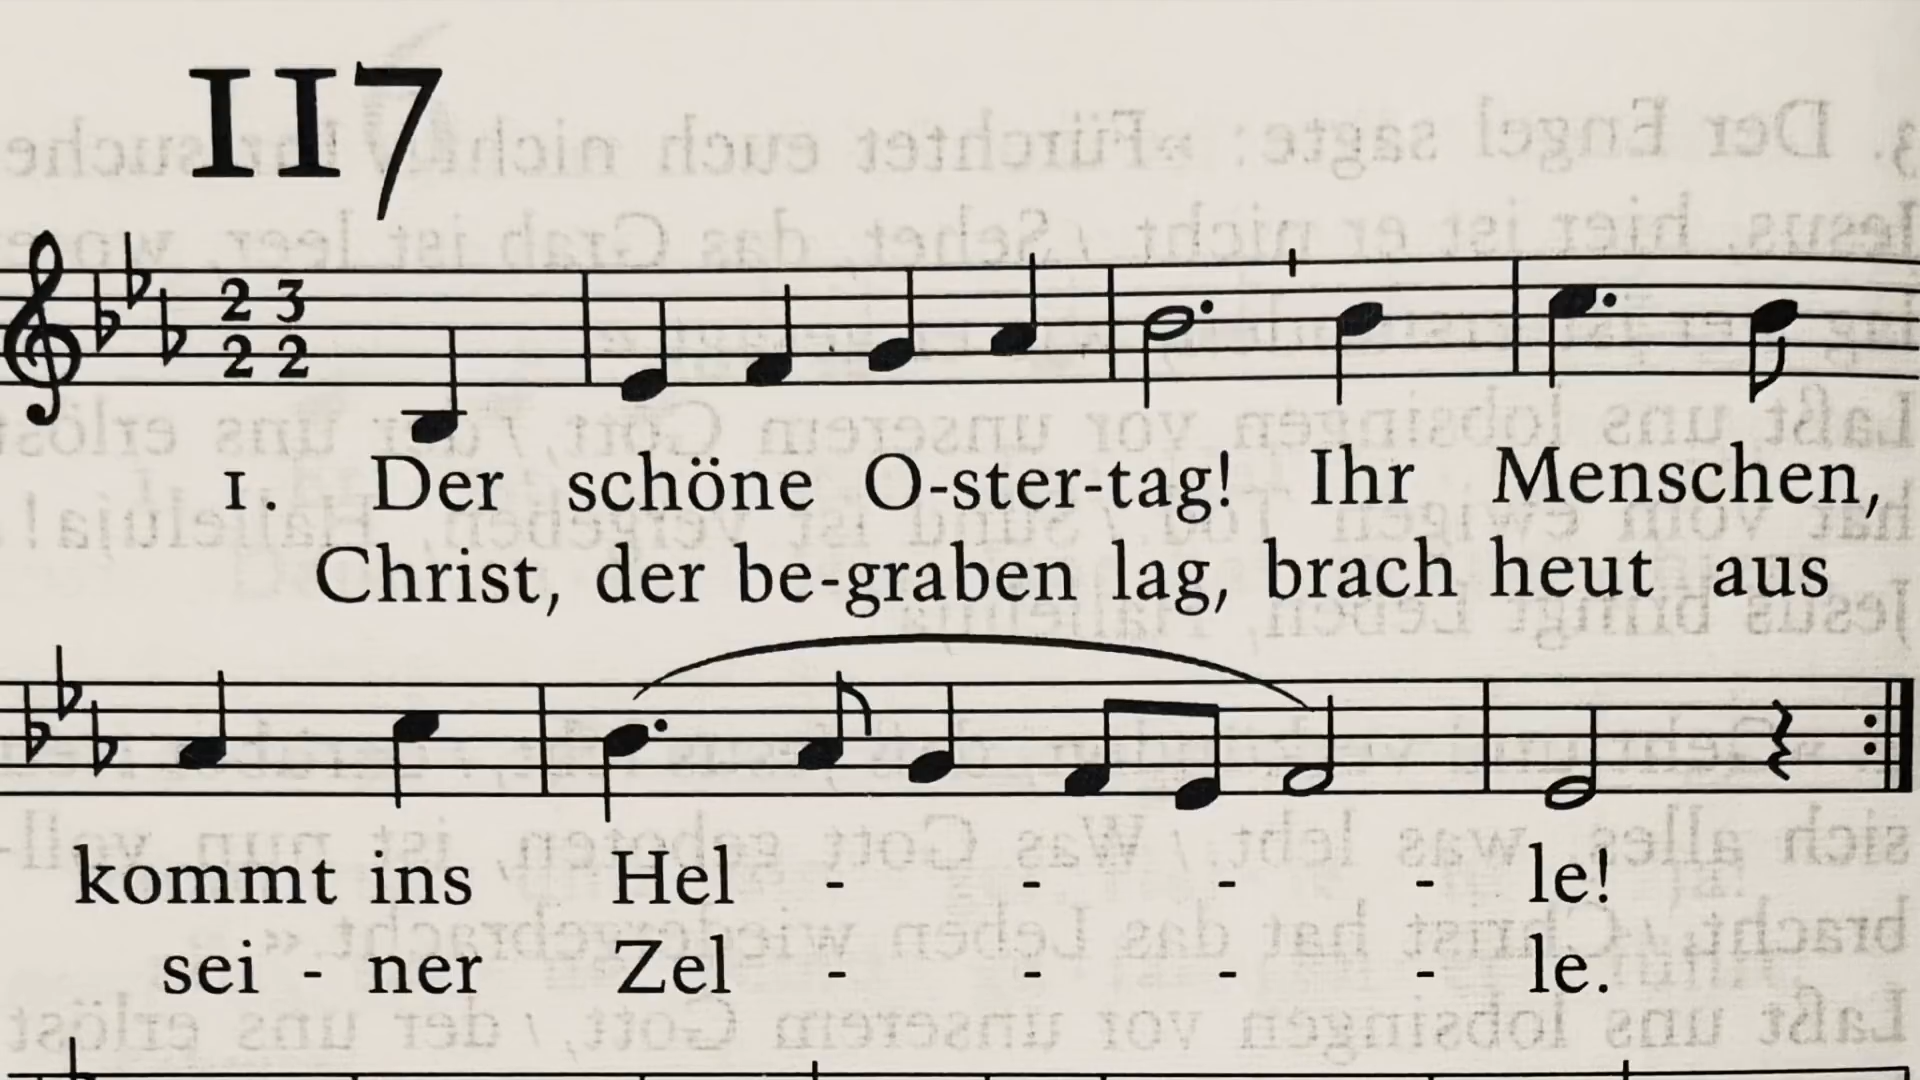 117
2 3
2 2
1. Der schöne O-ster-tag! Ihr Menschen,
Christ, der be-graben lag, brach heut aus
kommt ins Hel - - - - le!
sei - ner Zel - - - - le.